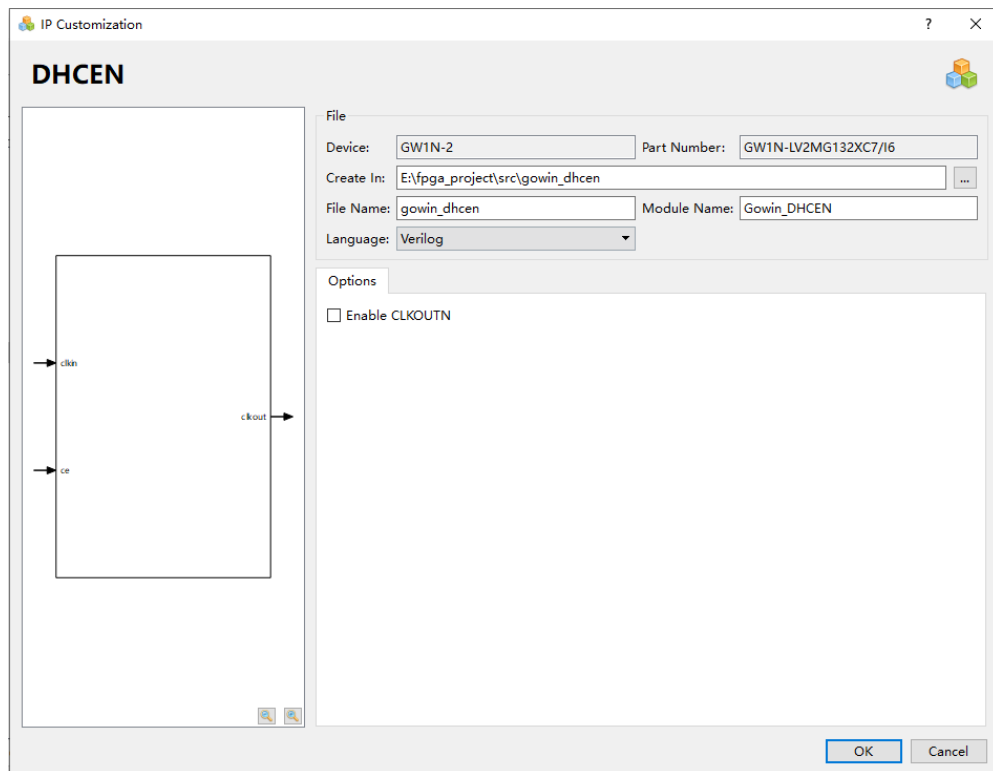 IP Customization
DHCEN
File
Device: GW1N-2 Part Number: GW1N-LV2MG132XC7/I6
Create In: E:\fpga_project\src\gowin_dhcen ...
File Name: gowin_dhcen Module Name: Gowin_DHCEN
Language: Verilog
Options
Enable CLKOUTN
clkin
clkout
ce
OK Cancel